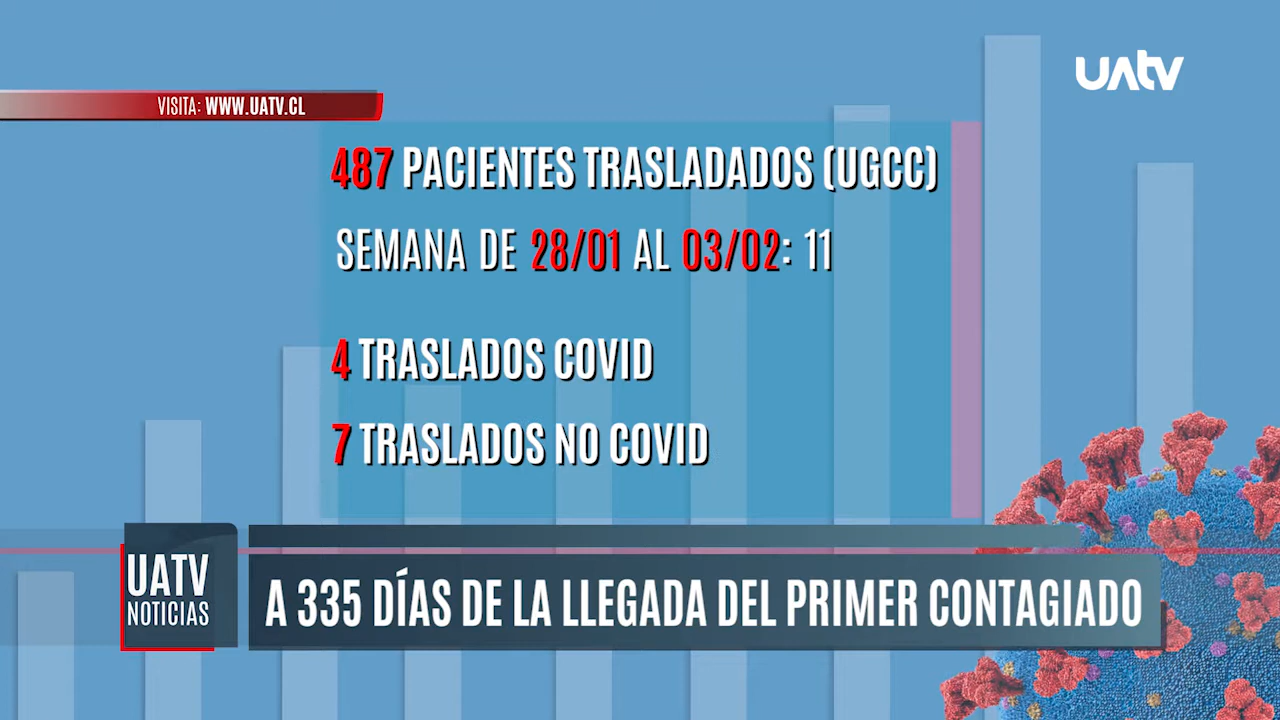 UATV
VISITA: WWW.UATV.CL
487 PACIENTES TRASLADADOS (UGCC)
SEMANA DE 28/01 AL 03/02: 11
4 TRASLADOS COVID
7 TRASLADOS NO COVID
UATV
NOTICIAS
A 335 DÍAS DE LA LLEGADA DEL PRIMER CONTAGIADO